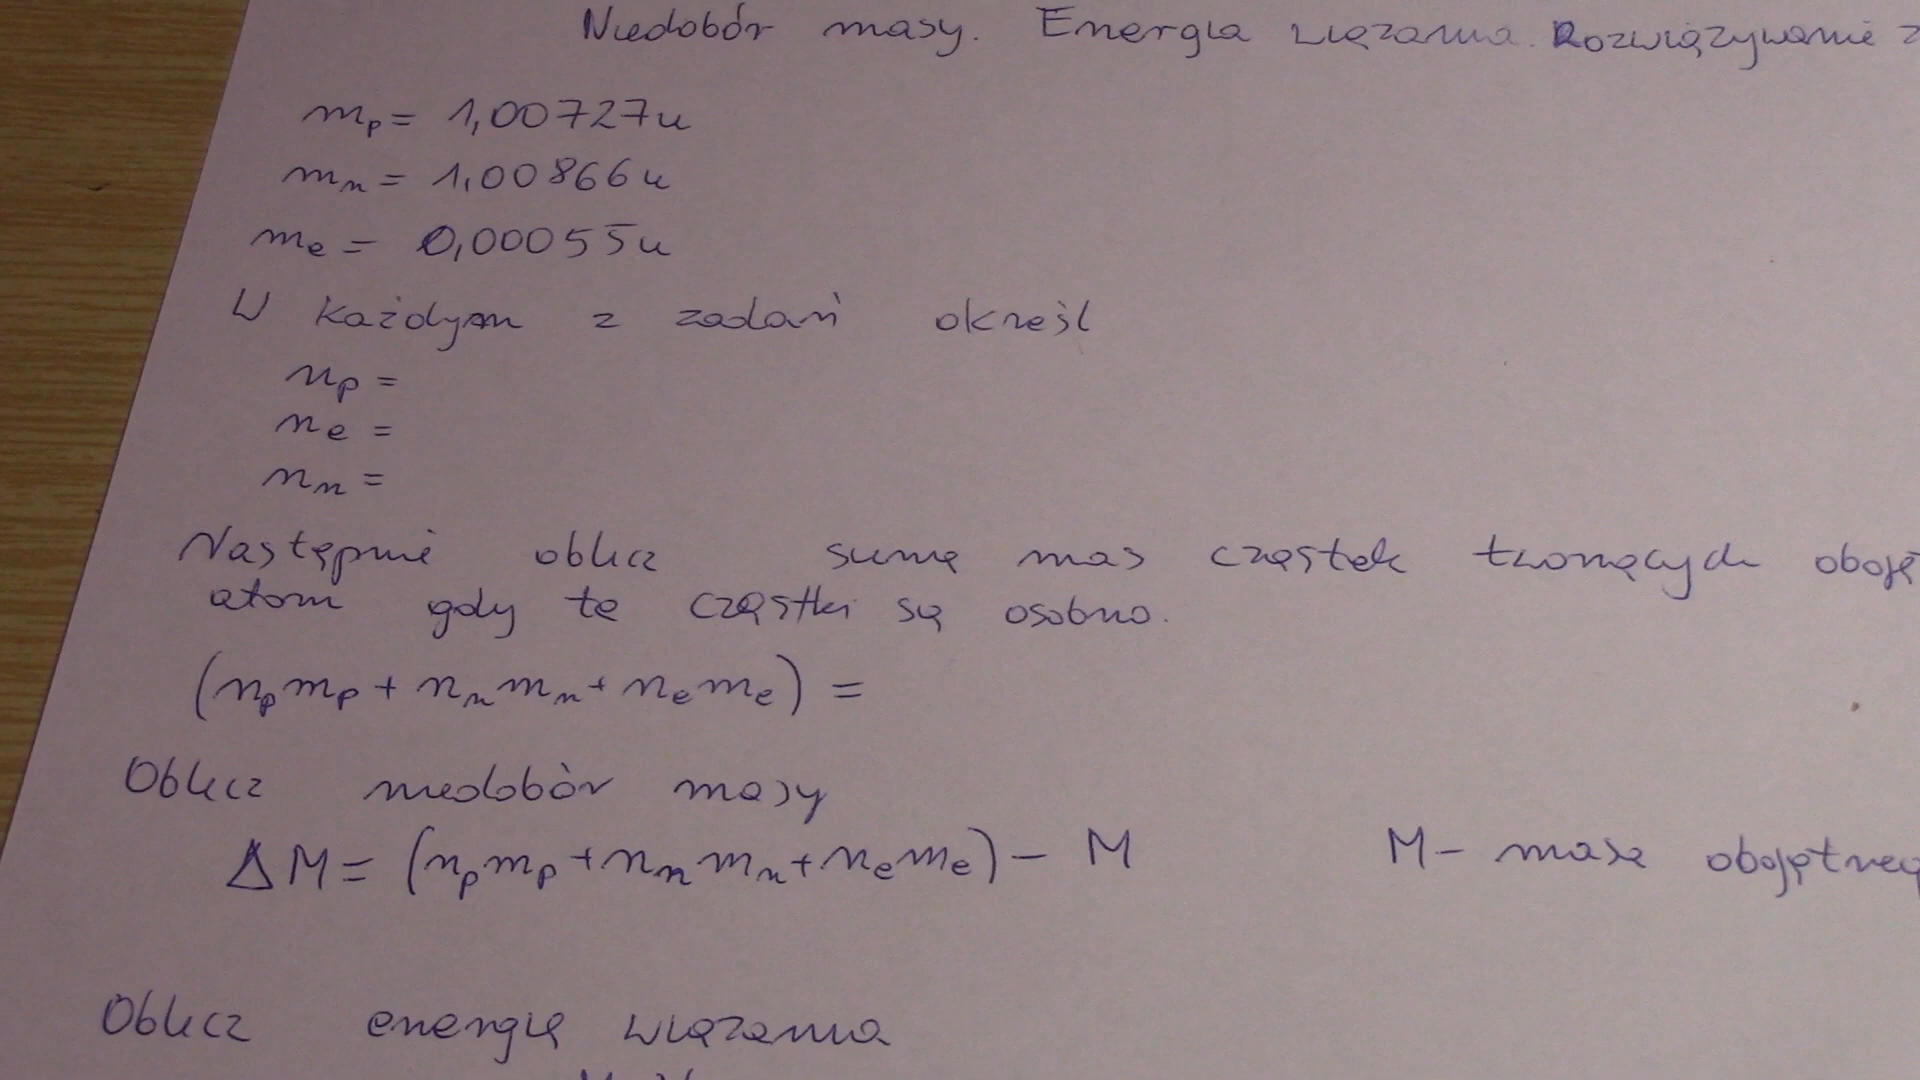 Niedobór masy. Energia wiązania. Rozwiązywanie z
mp = 1,00727u
mn = 1,00866u
me = 0,00055u
W każdym z zadań określ
np =
ne =
nn =
Następnie oblicz sumę mas cząstek tworzących oboję
atom gdy te cząstki są osobno.
(npmp + nnmn + neme) =
Oblicz niedobór masy
ΔM = (npmp + nnmn + neme) - M M - masa obojętneg
Oblicz energię wiązania